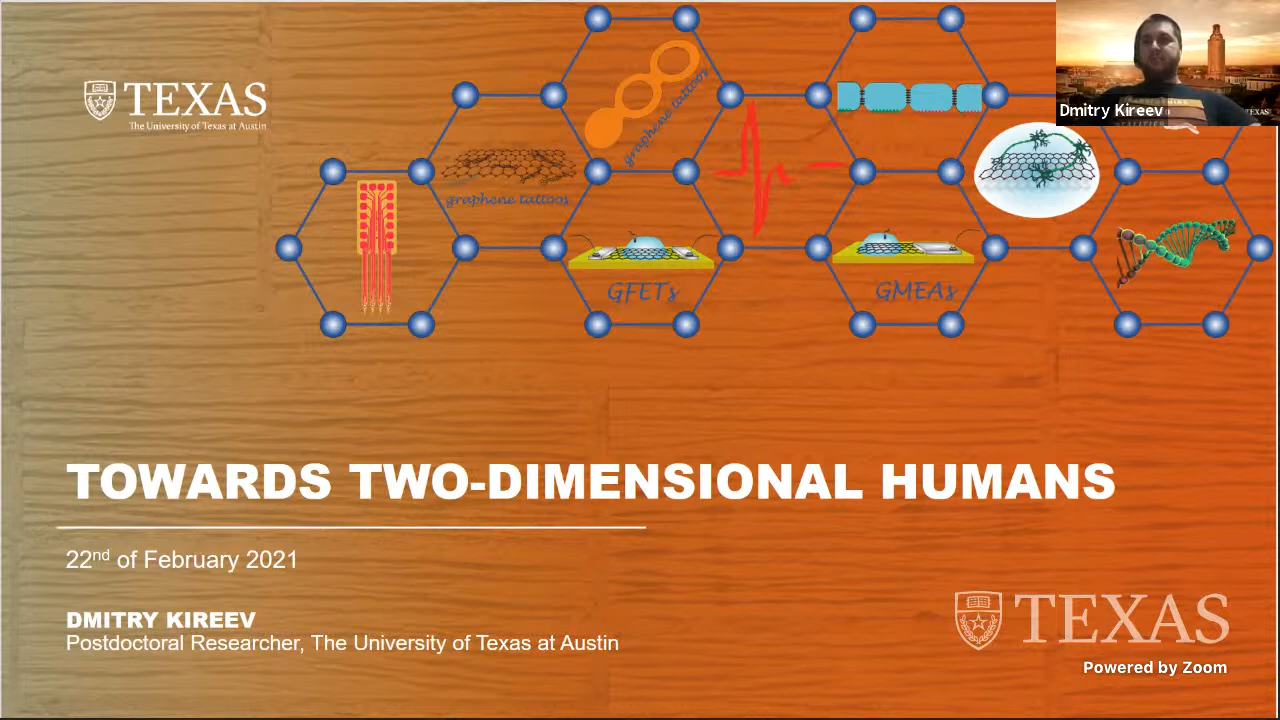 TEXAS
The University of Texas at Austin
graphene tattoos
graphene tattoos
GFETs
GMEAs
Dmitry Kireev
TEXAS
TOWARDS TWO-DIMENSIONAL HUMANS
22nd of February 2021
DMITRY KIREEV
Postdoctoral Researcher, The University of Texas at Austin
TEXAS
Powered by Zoom